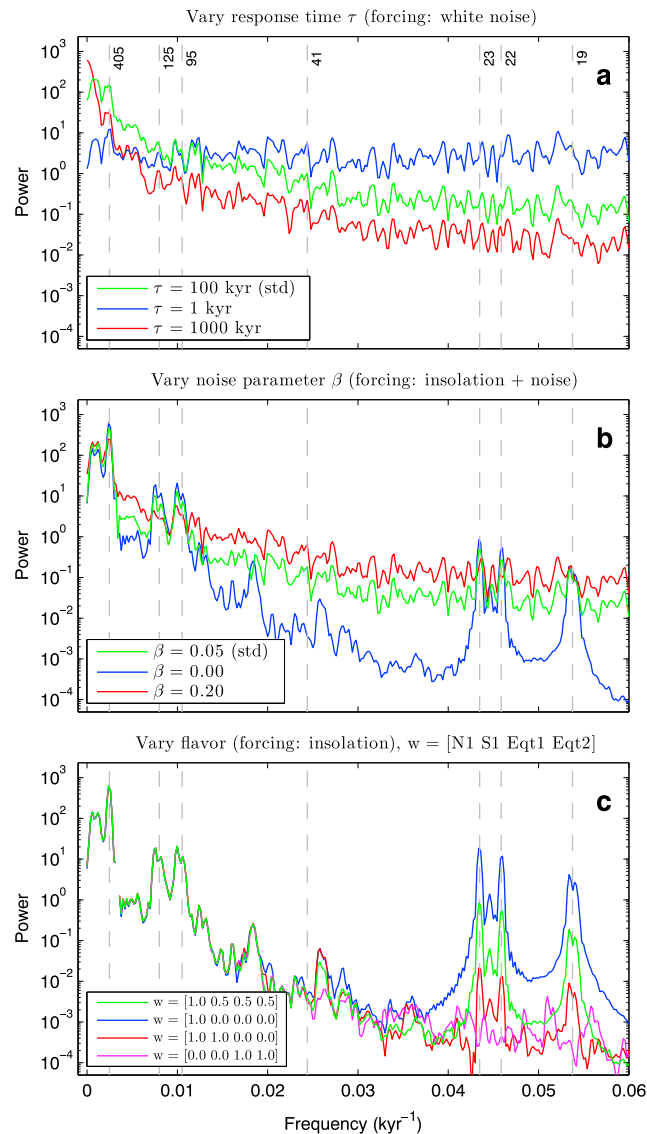 Vary response time τ (forcing: white noise)
405
125
95
41
23
22
19
a
10³
10²
10¹
10⁰
10⁻¹
10⁻²
10⁻³
10⁻⁴
Power
τ = 100 kyr (std)
τ = 1 kyr
τ = 1000 kyr
Vary noise parameter β (forcing: insolation + noise)
b
10³
10²
10¹
10⁰
10⁻¹
10⁻²
10⁻³
10⁻⁴
Power
β = 0.05 (std)
β = 0.00
β = 0.20
Vary flavor (forcing: insolation), w = [N1 S1 Eqt1 Eqt2]
c
10³
10²
10¹
10⁰
10⁻¹
10⁻²
10⁻³
10⁻⁴
Power
w = [1.0 0.5 0.5 0.5]
w = [1.0 0.0 0.0 0.0]
w = [1.0 1.0 0.0 0.0]
w = [0.0 0.0 1.0 1.0]
0 0.01 0.02 0.03 0.04 0.05 0.06
Frequency (kyr⁻¹)